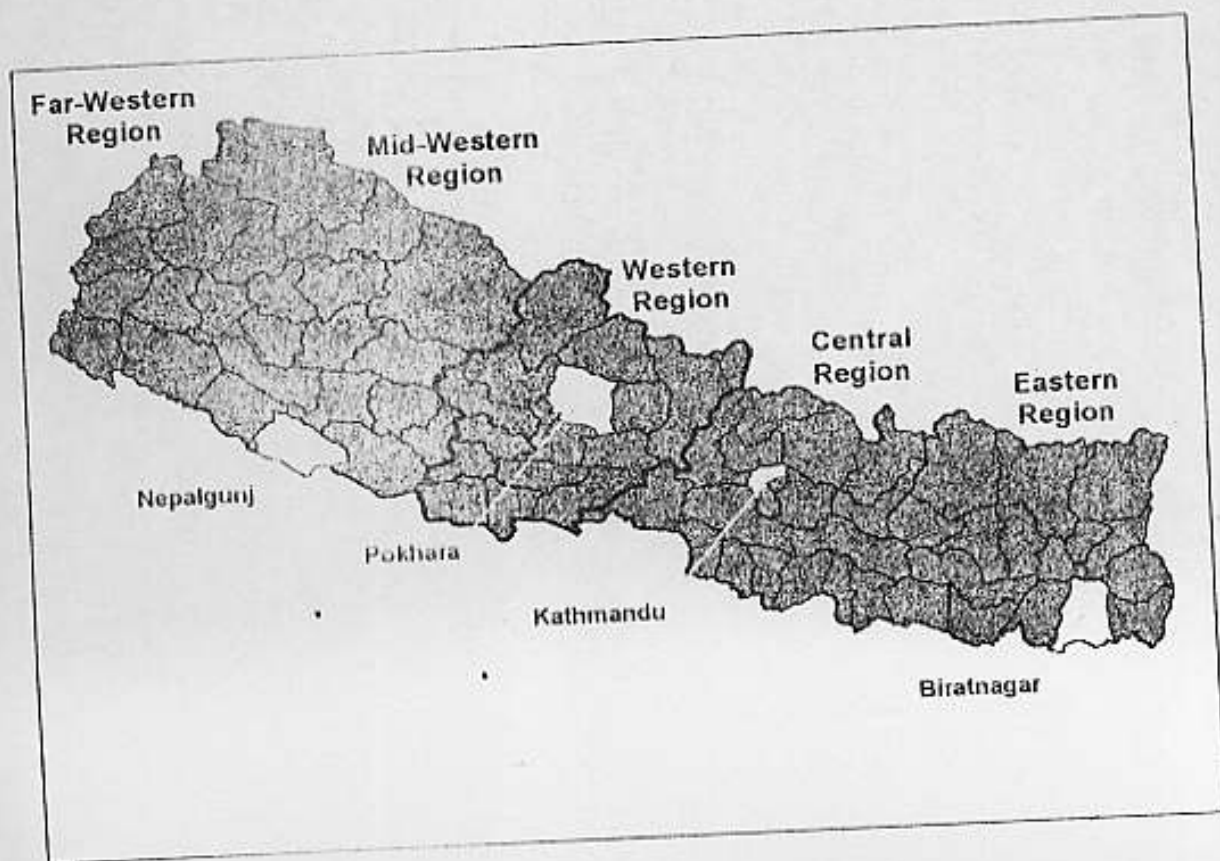 Far-Western
Region
Mid-Western
Region
Western
Region
Central
Region
Eastern
Region
Nepalgunj
Pokhara
Kathmandu
Biratnagar